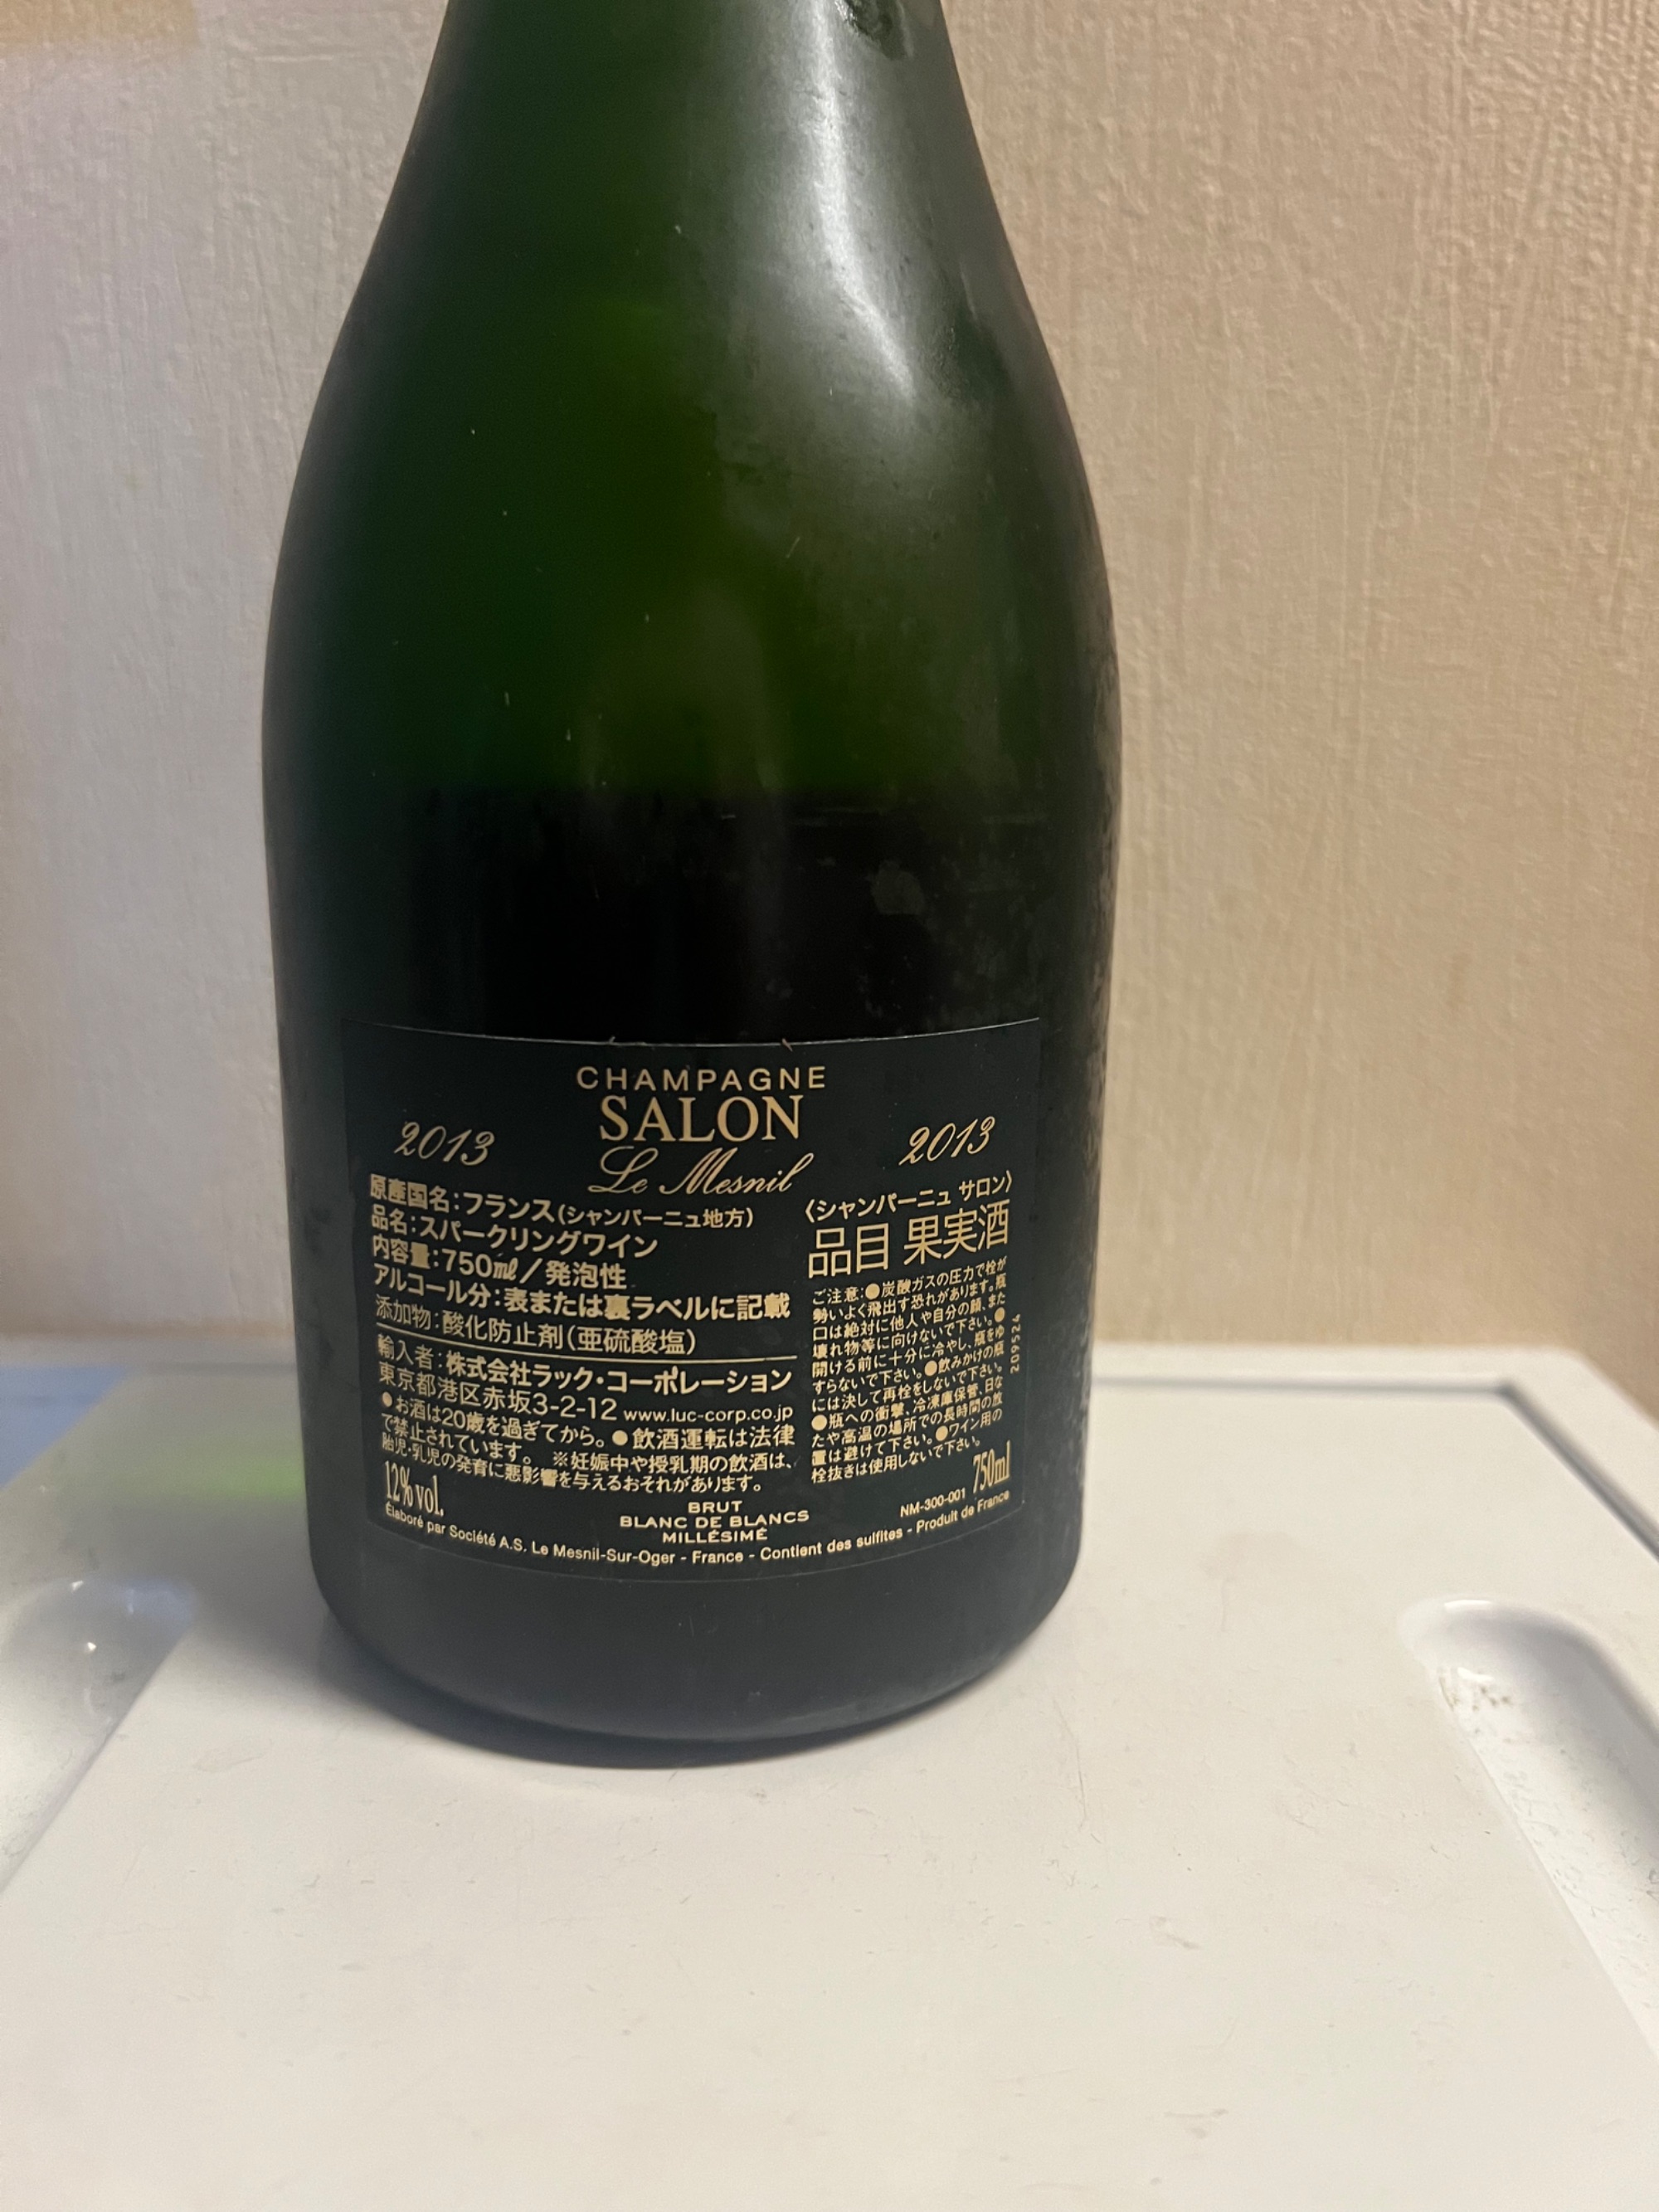 CHAMPAGNE
SALON
2013
2013
Le Mesnil
原産国名：フランス（シャンパーニュ地方）
品名：スパークリングワイン
内容量：750㎖／発泡性
アルコール分：表または裏ラベルに記載
添加物：酸化防止剤（亜硫酸塩）
輸入者：株式会社ラック・コーポレーション
東京都港区赤坂3-2-12 www.luc-corp.co.jp
●お酒は20歳を過ぎてから。●飲酒運転は法律
で禁止されています。 ※妊娠中や授乳期の飲酒は、
胎児・乳児の発育に悪影響を与えるおそれがあります。
12% vol.
〈シャンパーニュ サロン〉
品目 果実酒
ご注意：●炭酸ガスの圧力で栓が
勢いよく飛出す恐れがあります。瓶
口は絶対に他人や自分の顔、また
壊れ物等に向けないで下さい。●
開ける前に十分に冷やし、瓶をゆ
すらないで下さい。●飲みかけの瓶
には決して再栓をしないで下さい。
●瓶への衝撃、冷凍庫保管、日な
たや高温の場所での長時間の放
置は避けて下さい。●ワイン用の
栓抜きは使用しないで下さい。
209524
750ml
NM-300-001
BRUT
BLANC DE BLANCS
MILLÉSIMÉ
Élaboré par Société A.S. Le Mesnil-Sur-Oger - France - Contient des sulfites - Produit de France